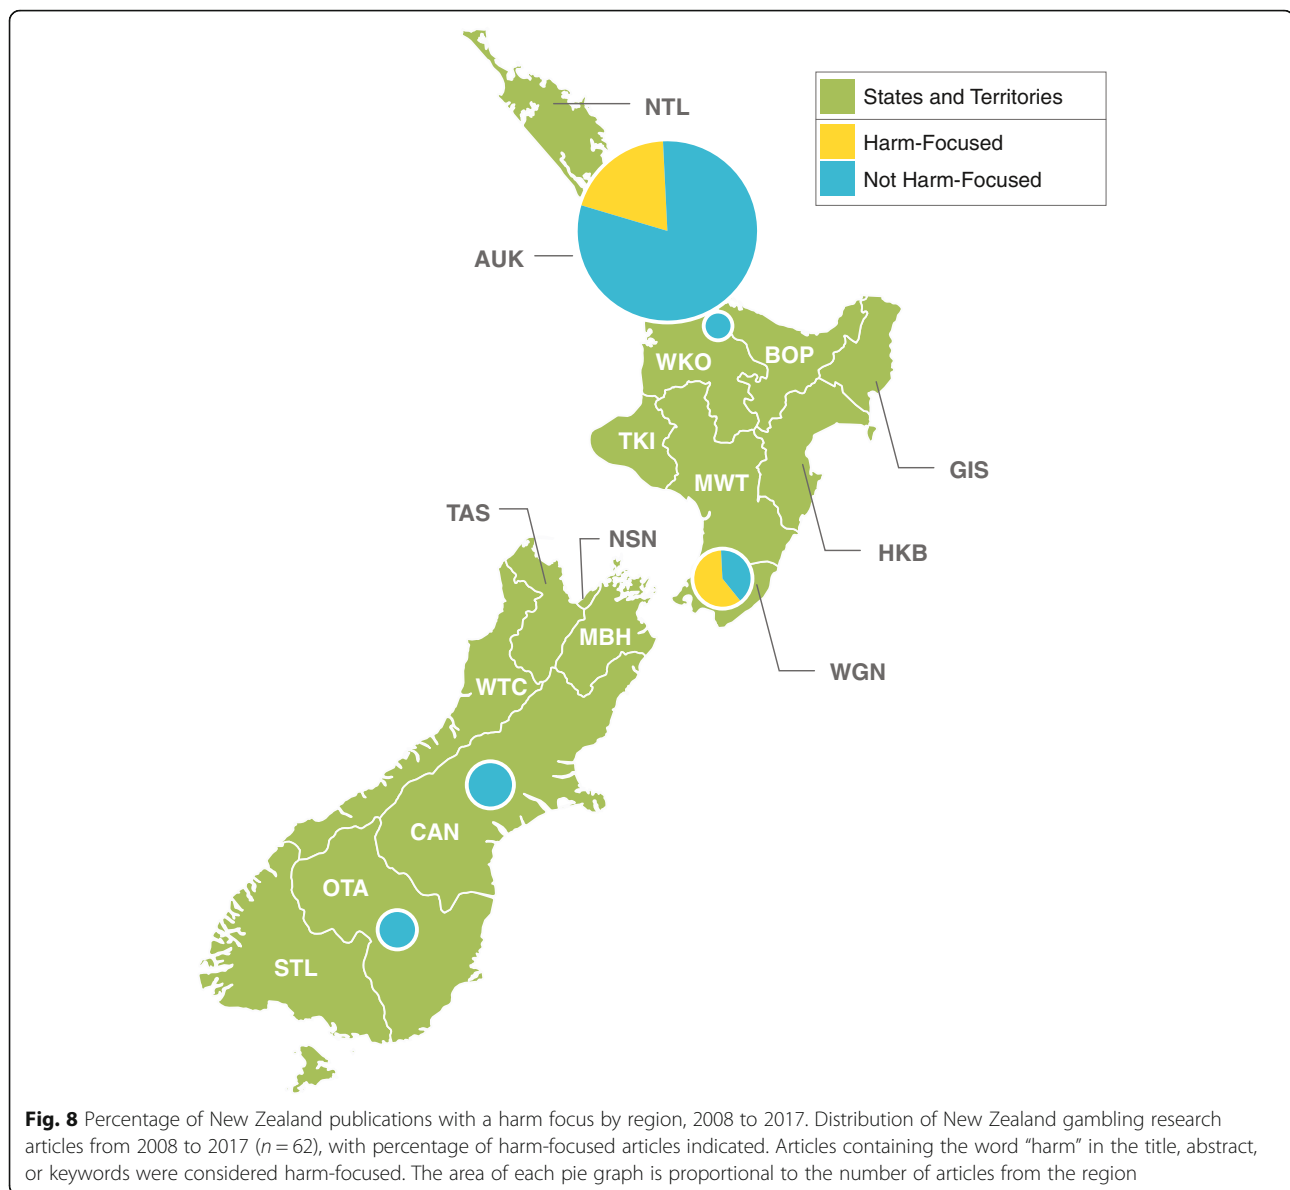 NTL
States and Territories
Harm-Focused
Not Harm-Focused
AUK
WKO
BOP
TKI
MWT
GIS
TAS
NSN
HKB
MBH
WTC
WGN
CAN
OTA
STL
Fig. 8 Percentage of New Zealand publications with a harm focus by region, 2008 to 2017. Distribution of New Zealand gambling research
articles from 2008 to 2017 (n = 62), with percentage of harm-focused articles indicated. Articles containing the word “harm” in the title, abstract,
or keywords were considered harm-focused. The area of each pie graph is proportional to the number of articles from the region